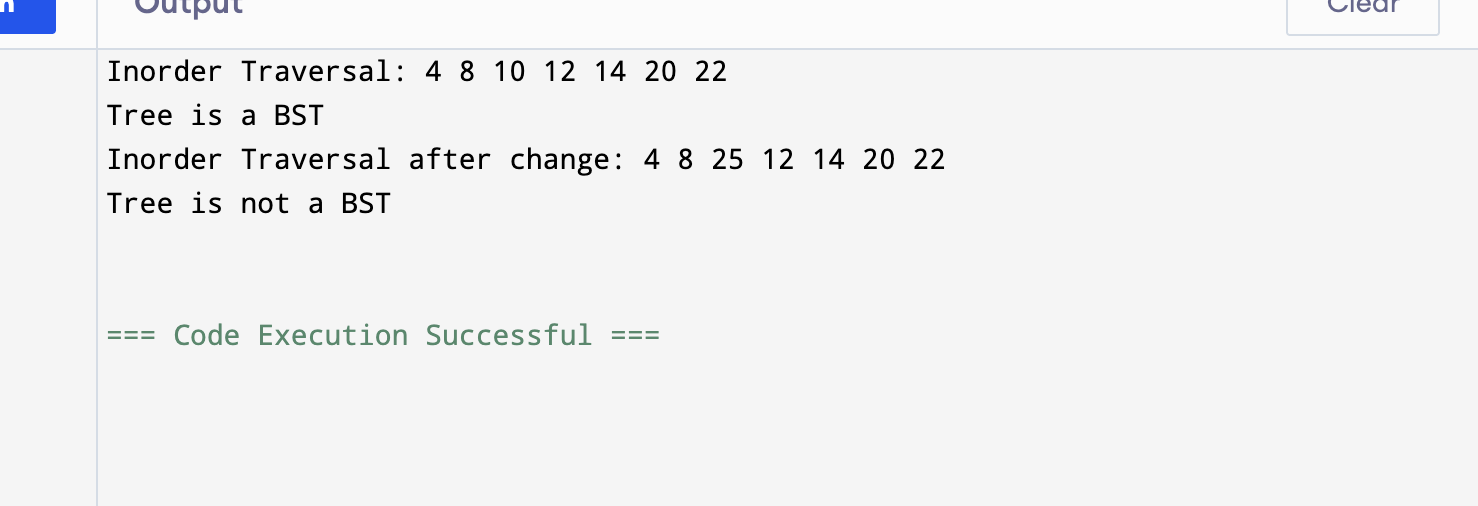 Output
Clear
Inorder Traversal: 4 8 10 12 14 20 22
Tree is a BST
Inorder Traversal after change: 4 8 25 12 14 20 22
Tree is not a BST
=== Code Execution Successful ===